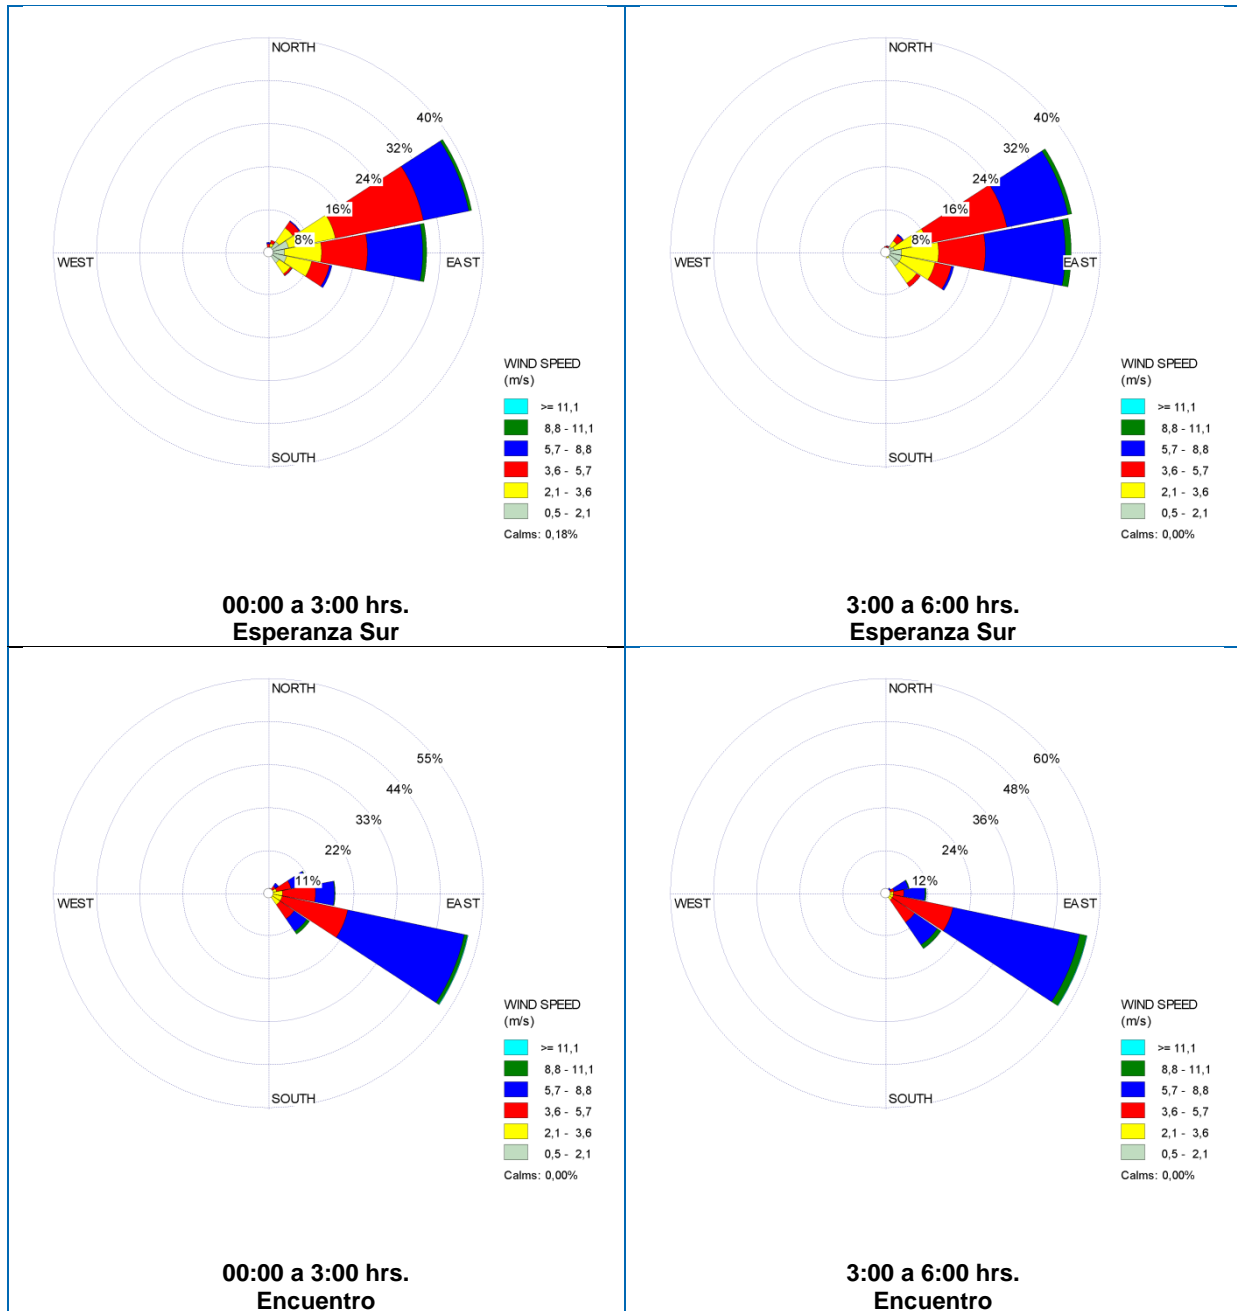 NORTH
40%
32%
24%
16%
8%
WEST
EAST
WIND SPEED
(m/s)
>= 11,1
8,8 - 11,1
5,7 - 8,8
3,6 - 5,7
2,1 - 3,6
0,5 - 2,1
SOUTH
Calms: 0,18%
00:00 a 3:00 hrs.
Esperanza Sur
NORTH
40%
32%
24%
16%
8%
WEST
EAST
WIND SPEED
(m/s)
>= 11,1
8,8 - 11,1
5,7 - 8,8
3,6 - 5,7
2,1 - 3,6
0,5 - 2,1
SOUTH
Calms: 0,00%
3:00 a 6:00 hrs.
Esperanza Sur
NORTH
55%
44%
33%
22%
11%
WEST
EAST
WIND SPEED
(m/s)
>= 11,1
8,8 - 11,1
5,7 - 8,8
3,6 - 5,7
2,1 - 3,6
0,5 - 2,1
SOUTH
Calms: 0,00%
00:00 a 3:00 hrs.
Encuentro
NORTH
60%
48%
36%
24%
12%
WEST
EAST
WIND SPEED
(m/s)
>= 11,1
8,8 - 11,1
5,7 - 8,8
3,6 - 5,7
2,1 - 3,6
0,5 - 2,1
SOUTH
Calms: 0,00%
3:00 a 6:00 hrs.
Encuentro